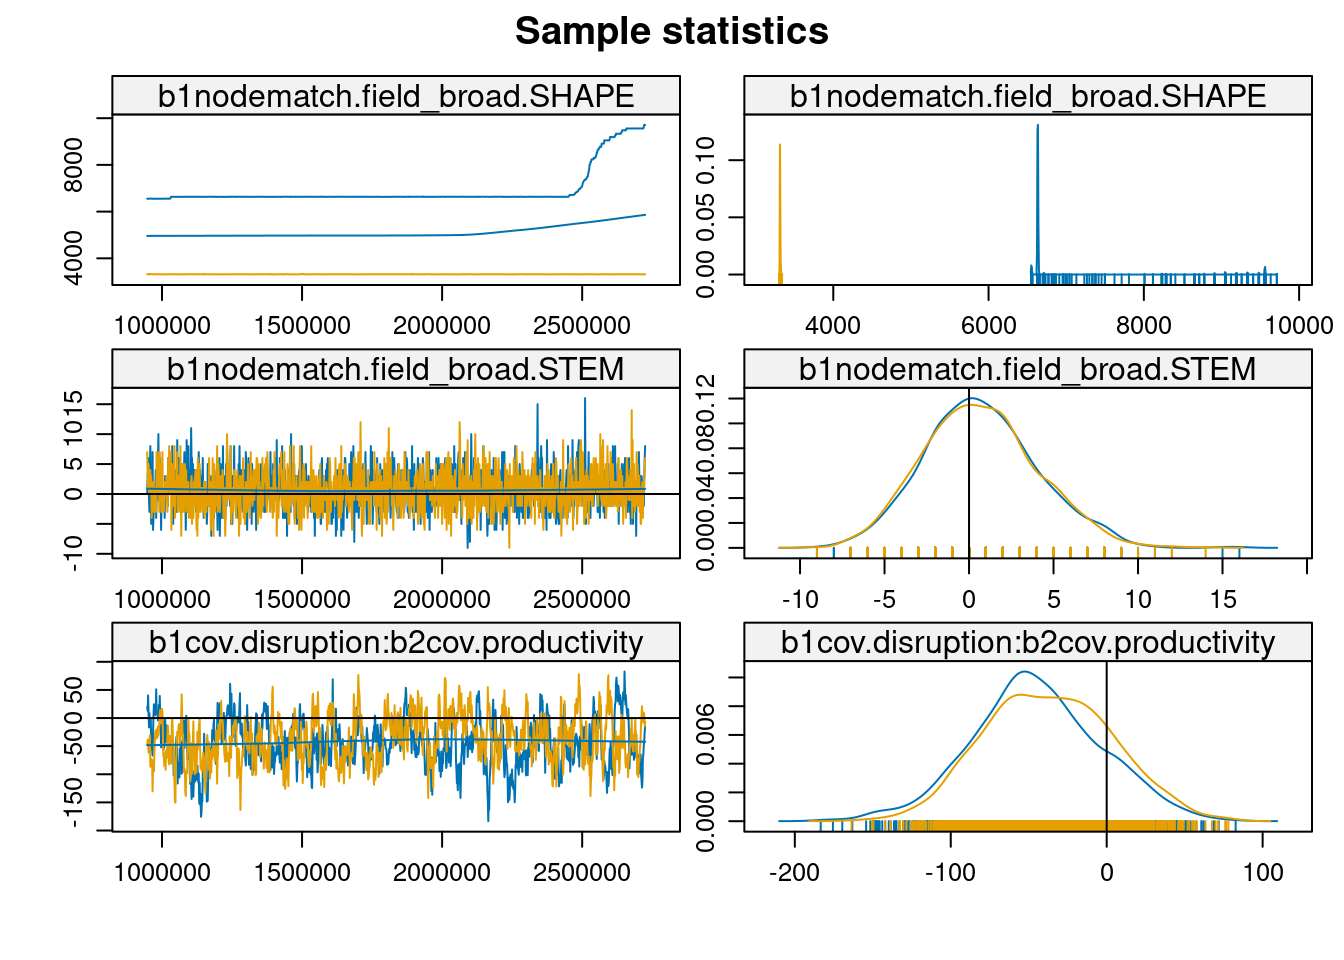 Sample statistics
b1nodematch.field_broad.SHAPE
4000 8000
1000000 1500000 2000000 2500000
b1nodematch.field_broad.SHAPE
0.00 0.05 0.10
4000 6000 8000 10000
b1nodematch.field_broad.STEM
-10 0 5 10 15
1000000 1500000 2000000 2500000
b1nodematch.field_broad.STEM
0.00 0.04 0.08 0.12
-10 -5 0 5 10 15
b1cov.disruption:b2cov.productivity
-150 -50 0 50
1000000 1500000 2000000 2500000
b1cov.disruption:b2cov.productivity
0.000 0.006
-200 -100 0 100